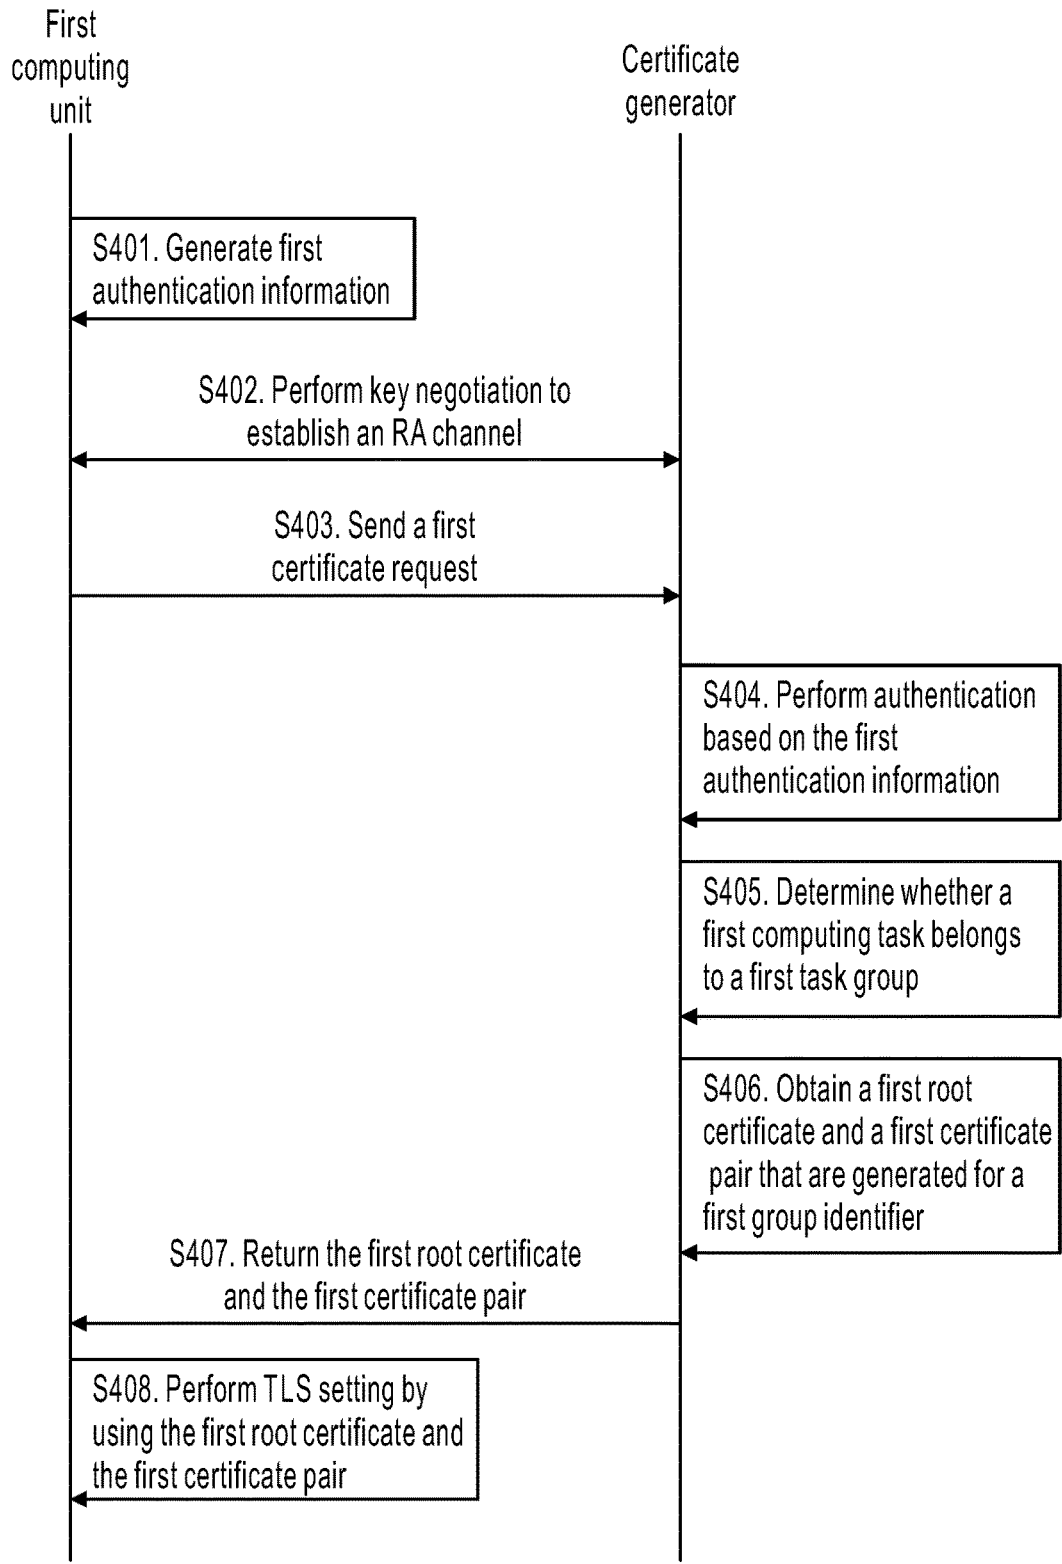 First
computing
unit
Certificate
generator
S401. Generate first
authentication information
S402. Perform key negotiation to
establish an RA channel
S403. Send a first
certificate request
S404. Perform authentication
based on the first
authentication information
S405. Determine whether a
first computing task belongs
to a first task group
S406. Obtain a first root
certificate and a first certificate
pair that are generated for a
first group identifier
S407. Return the first root certificate
and the first certificate pair
S408. Perform TLS setting by
using the first root certificate and
the first certificate pair